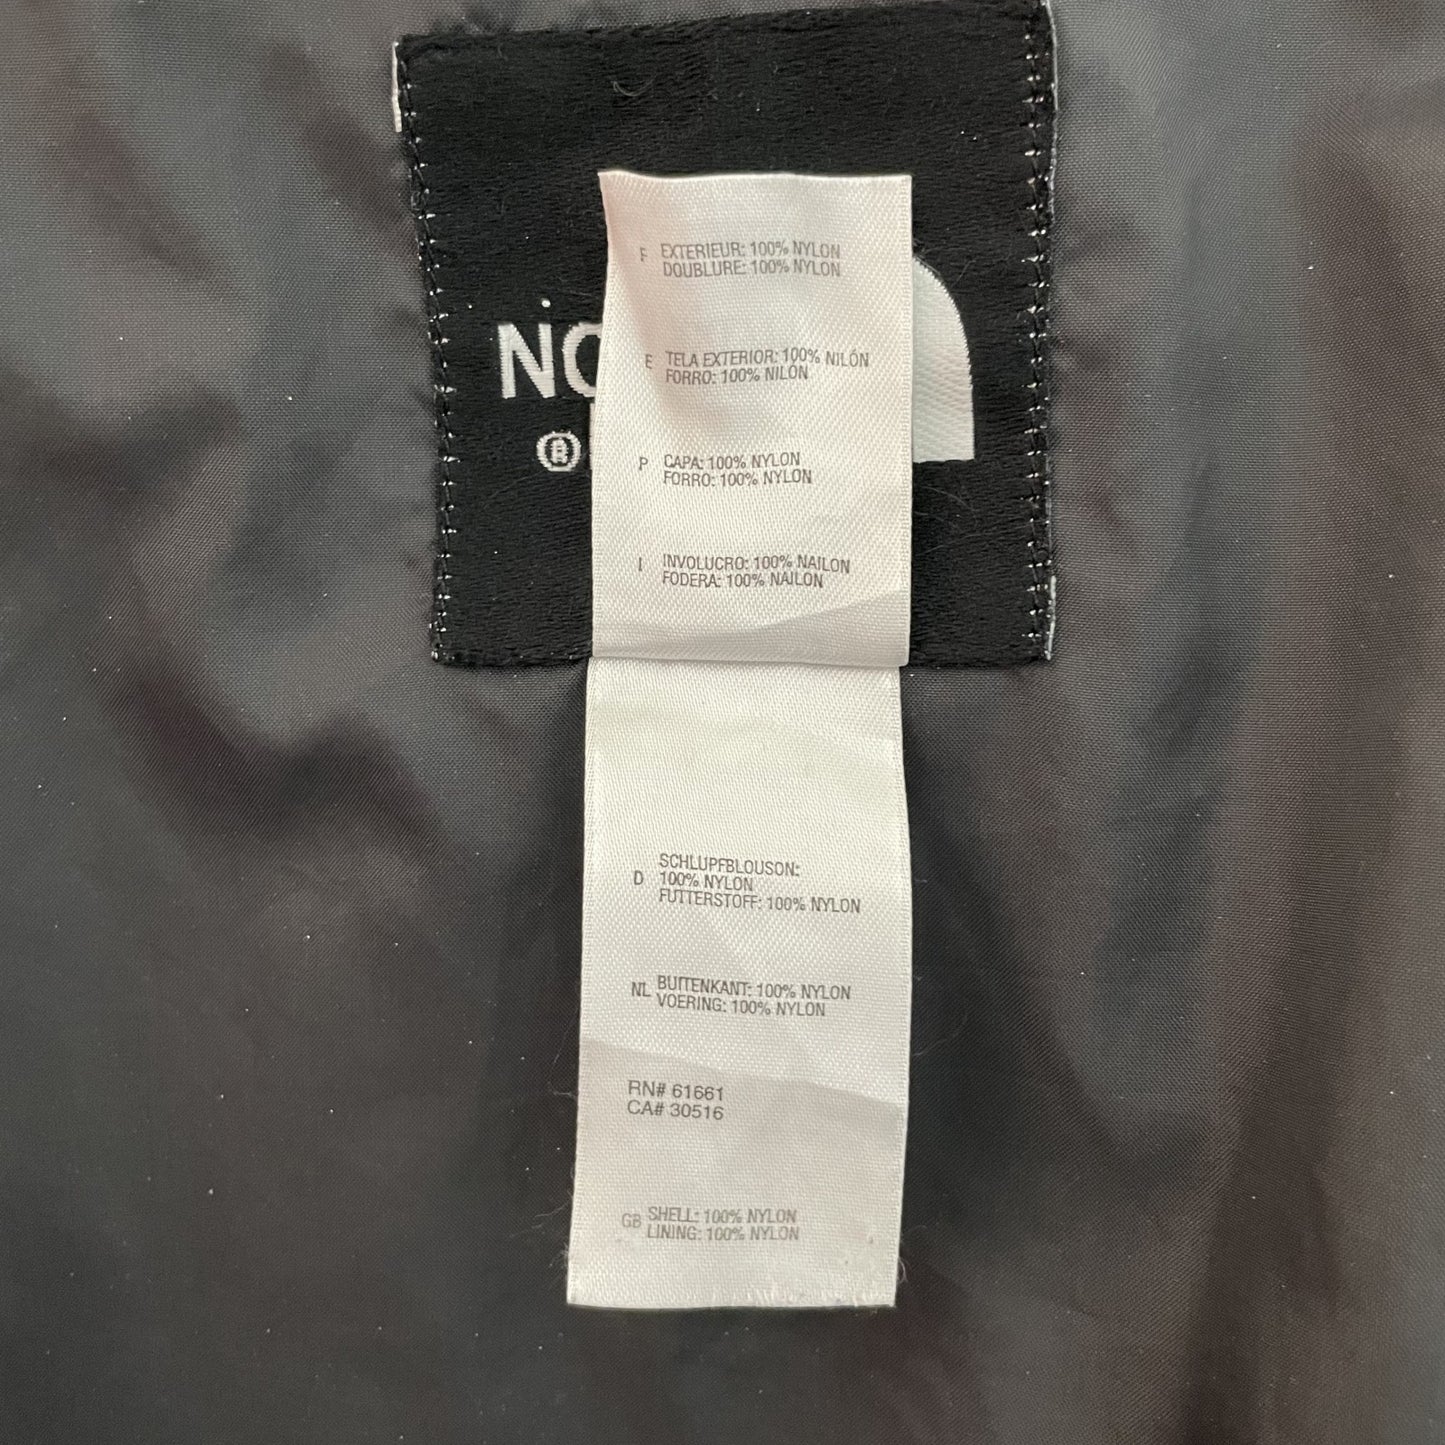 NO
®
F EXTERIEUR: 100% NYLON
DOUBLURE: 100% NYLON
E TELA EXTERIOR: 100% NILÓN
FORRO: 100% NILÓN
P CAPA: 100% NYLON
FORRO: 100% NYLON
I INVOLUCRO: 100% NAILON
FODERA: 100% NAILON
D SCHLUPFBLOUSON:
100% NYLON
FUTTERSTOFF: 100% NYLON
NL BUITENKANT: 100% NYLON
VOERING: 100% NYLON
RN# 61661
CA# 30516
GB SHELL: 100% NYLON
LINING: 100% NYLON